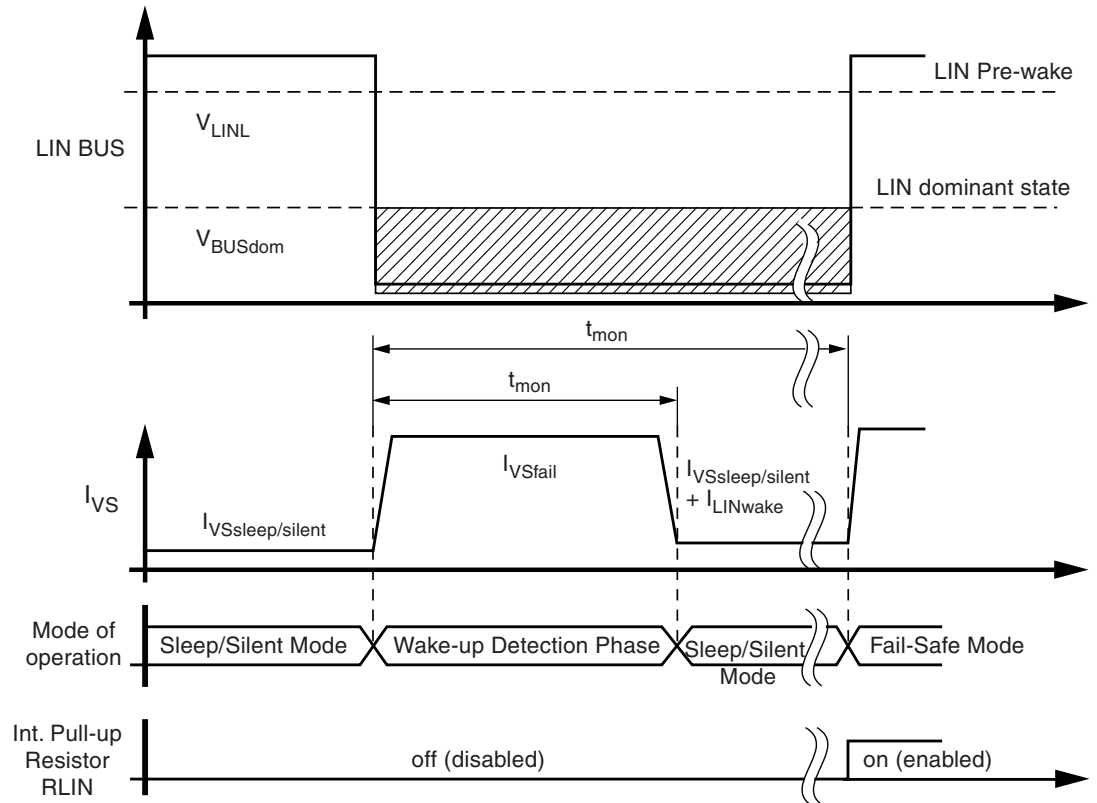 LIN Pre-wake
V_LINL
LIN BUS
LIN dominant state
V_BUSdom
t_mon
t_mon
I_VS
I_VSsleep/silent
I_VSfail
I_VSsleep/silent
+ I_LINwake
Mode of
operation
Sleep/Silent Mode
Wake-up Detection Phase
Sleep/Silent
Mode
Fail-Safe Mode
Int. Pull-up
Resistor
RLIN
off (disabled)
on (enabled)